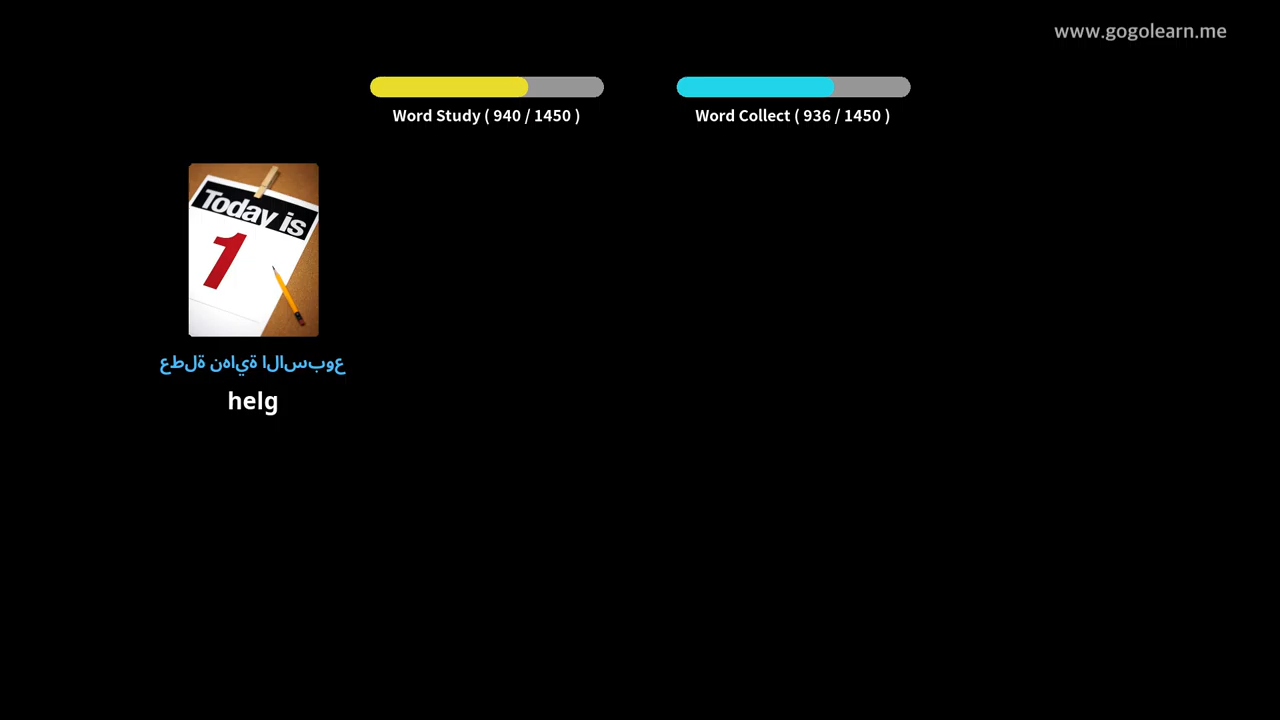 www.gogolearn.me
Word Study ( 940 / 1450 )
Word Collect ( 936 / 1450 )
Today is
1
عطلة نهاية الاسبوع
helg